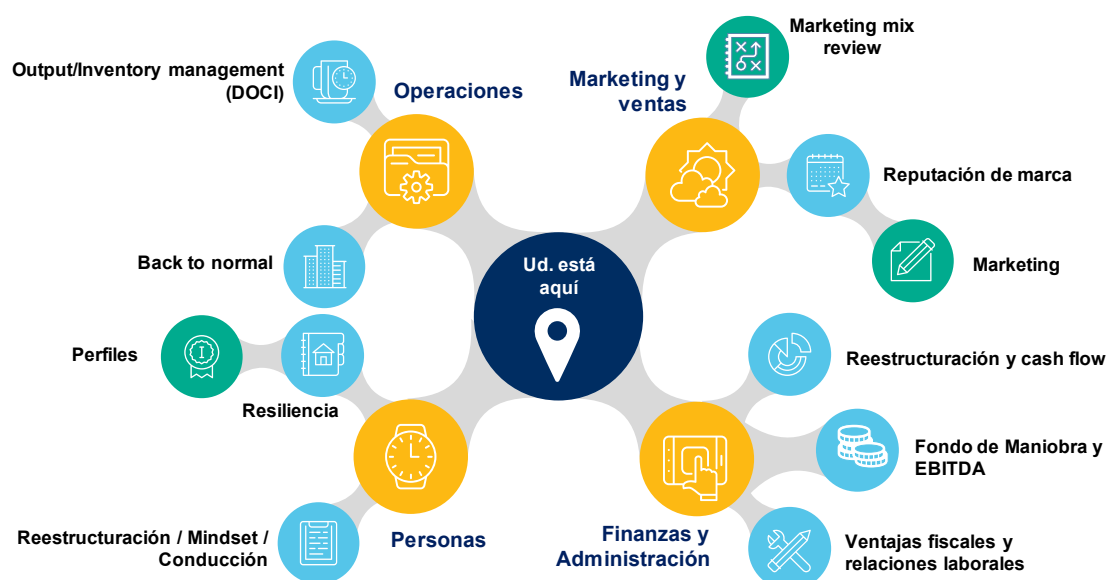 Marketing mix
review
Output/Inventory management
(DOCI)
Operaciones
Marketing y
ventas
Reputación de marca
Back to normal
Ud. está
aquí
Marketing
Perfiles
Resiliencia
Reestructuración y cash flow
Fondo de Maniobra y
EBITDA
Reestructuración / Mindset /
Conducción
Personas
Finanzas y
Administración
Ventajas fiscales y
relaciones laborales